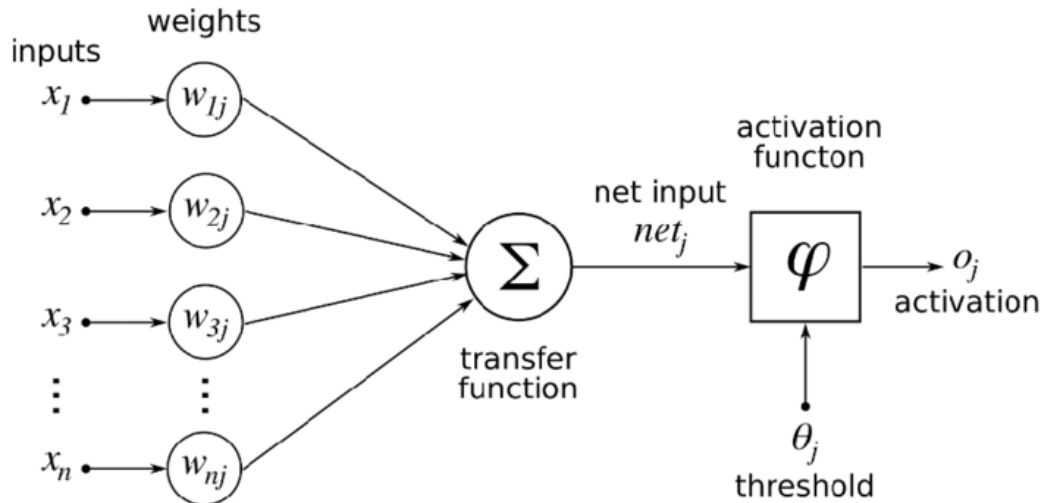 weights
inputs
x1
w1j
x2
w2j
x3
w3j
⋮ ⋮
xn
wnj
Σ
transfer
function
net input
netj
activation
functon
φ
oj
activation
θj
threshold